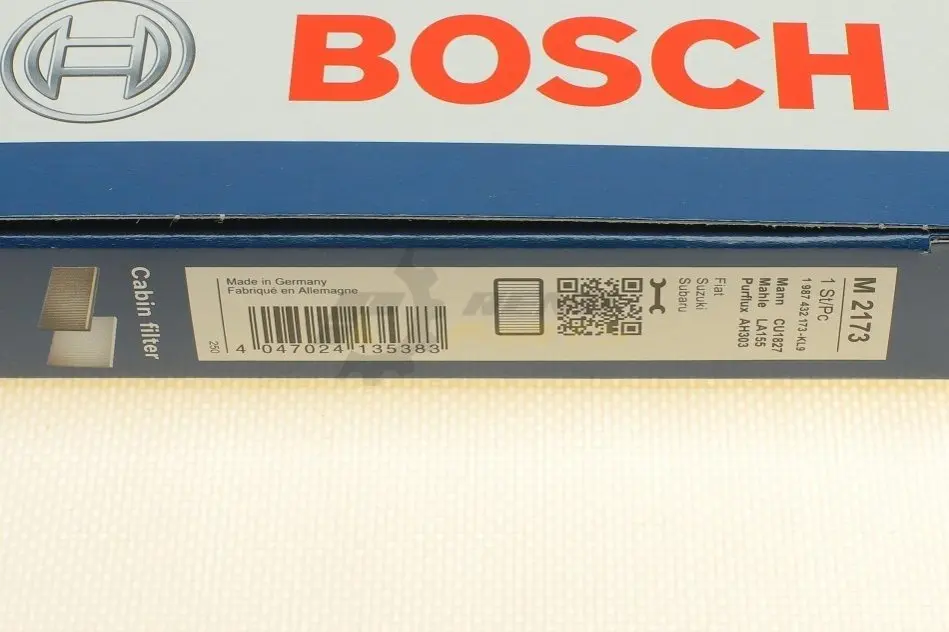 BOSCH
Cabin filter
Made in Germany
Fabriqué en Allemagne
4 047024 135383
250
Fiat
Suzuki
Subaru
M 2173
1 St/Pc
1 987 432 173-KL9
Mann CU1827
Mahle LA155
Purflux AH303